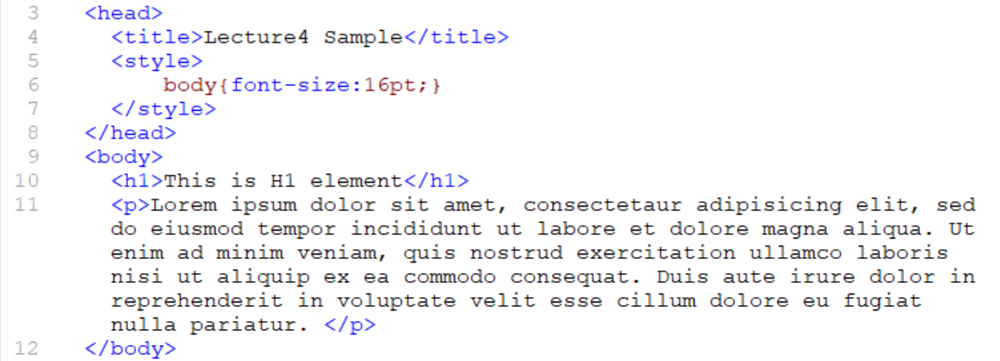 3 <head>
4 <title>Lecture4 Sample</title>
5 <style>
6 body{font-size:16pt;}
7 </style>
8 </head>
9 <body>
10 <h1>This is H1 element</h1>
11 <p>Lorem ipsum dolor sit amet, consectetaur adipisicing elit, sed
do eiusmod tempor incididunt ut labore et dolore magna aliqua. Ut
enim ad minim veniam, quis nostrud exercitation ullamco laboris
nisi ut aliquip ex ea commodo consequat. Duis aute irure dolor in
reprehenderit in voluptate velit esse cillum dolore eu fugiat
nulla pariatur. </p>
12 </body>